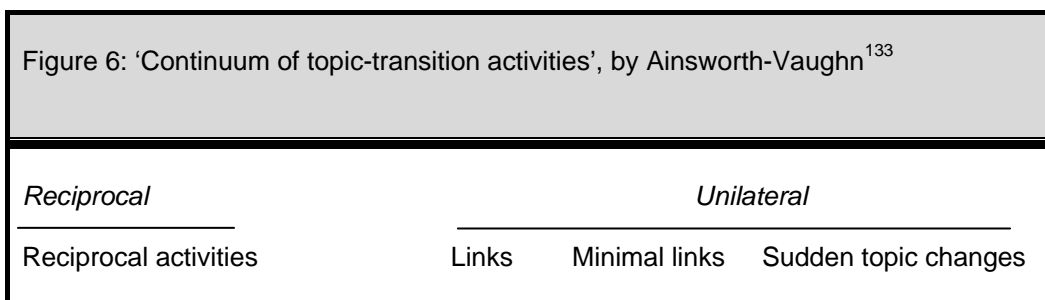 Figure 6: ‘Continuum of topic-transition activities’, by Ainsworth-Vaughn133
Reciprocal Unilateral
Reciprocal activities Links Minimal links Sudden topic changes